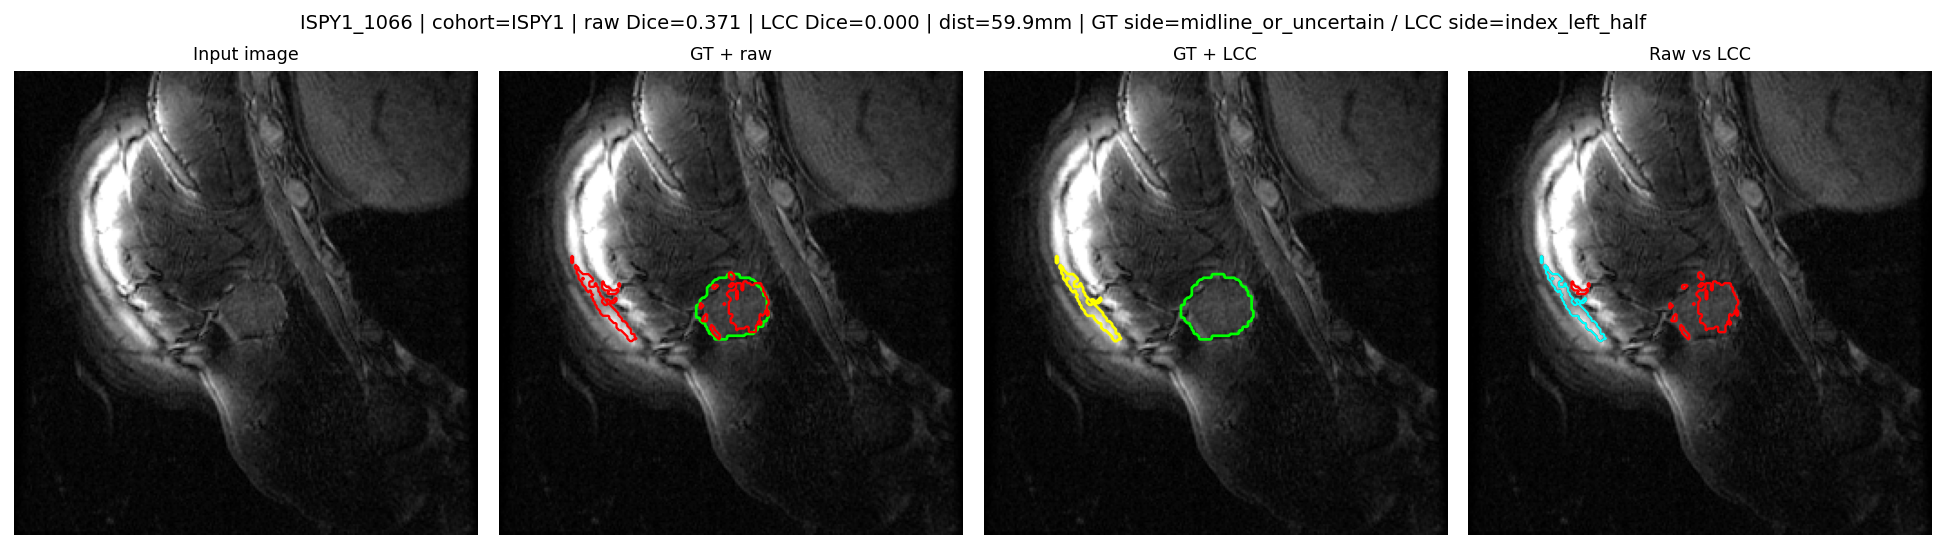 ISPY1_1066 | cohort=ISPY1 | raw Dice=0.371 | LCC Dice=0.000 | dist=59.9mm | GT side=midline_or_uncertain / LCC side=index_left_half
Input image
GT + raw
GT + LCC
Raw vs LCC